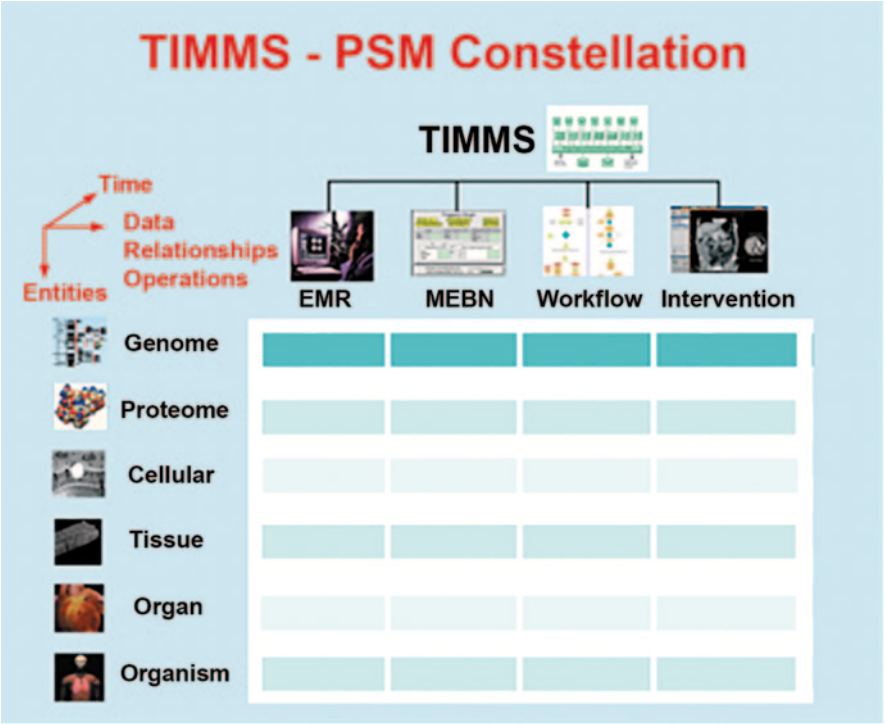 TIMMS - PSM Constellation
TIMMS
Time
Data
Relationships
Operations
Entities
EMR
MEBN
Workflow
Intervention
Genome
Proteome
Cellular
Tissue
Organ
Organism